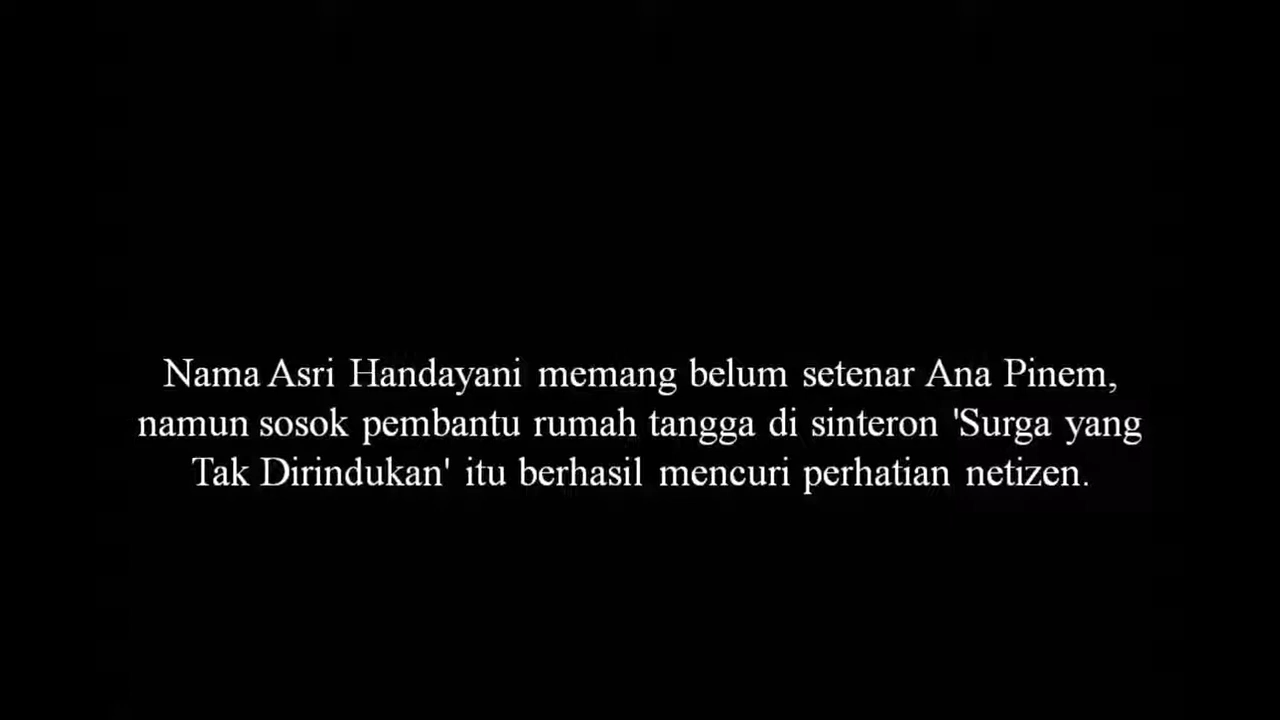 Nama Asri Handayani memang belum setenar Ana Pinem,
namun sosok pembantu rumah tangga di sinteron 'Surga yang
Tak Dirindukan' itu berhasil mencuri perhatian netizen.